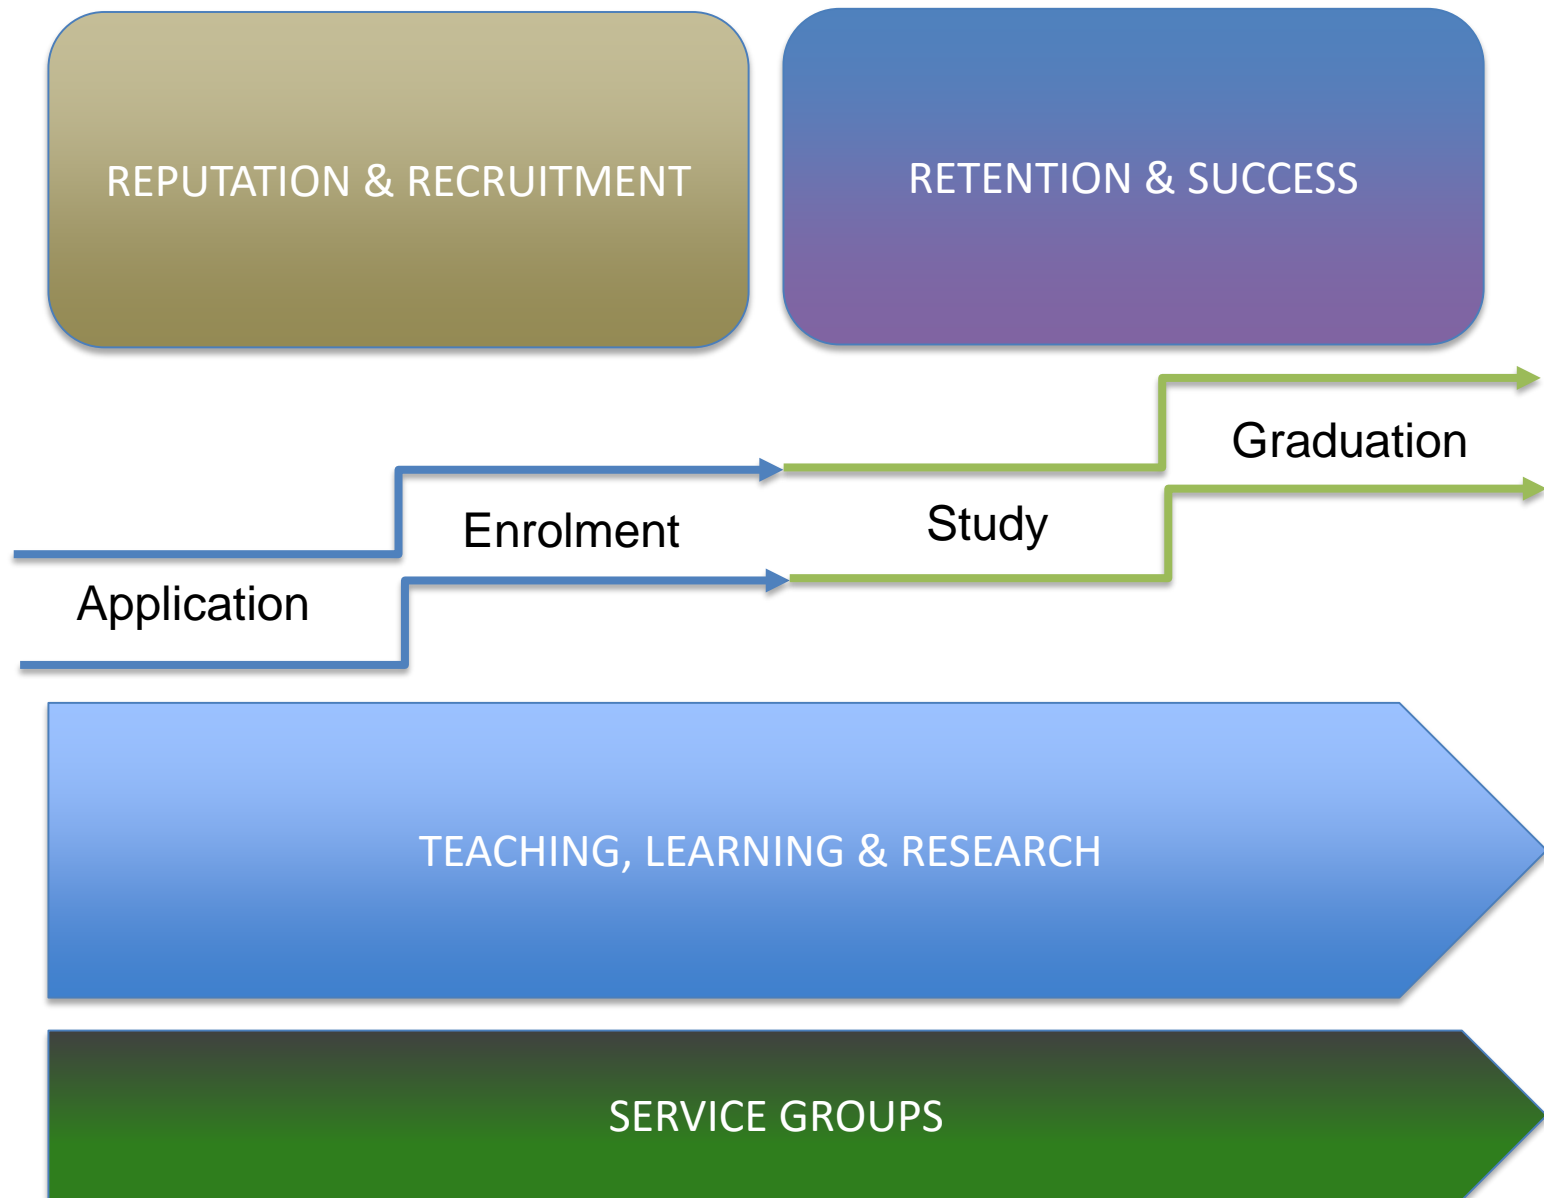 REPUTATION & RECRUITMENT
RETENTION & SUCCESS
Application
Enrolment
Study
Graduation
TEACHING, LEARNING & RESEARCH
SERVICE GROUPS